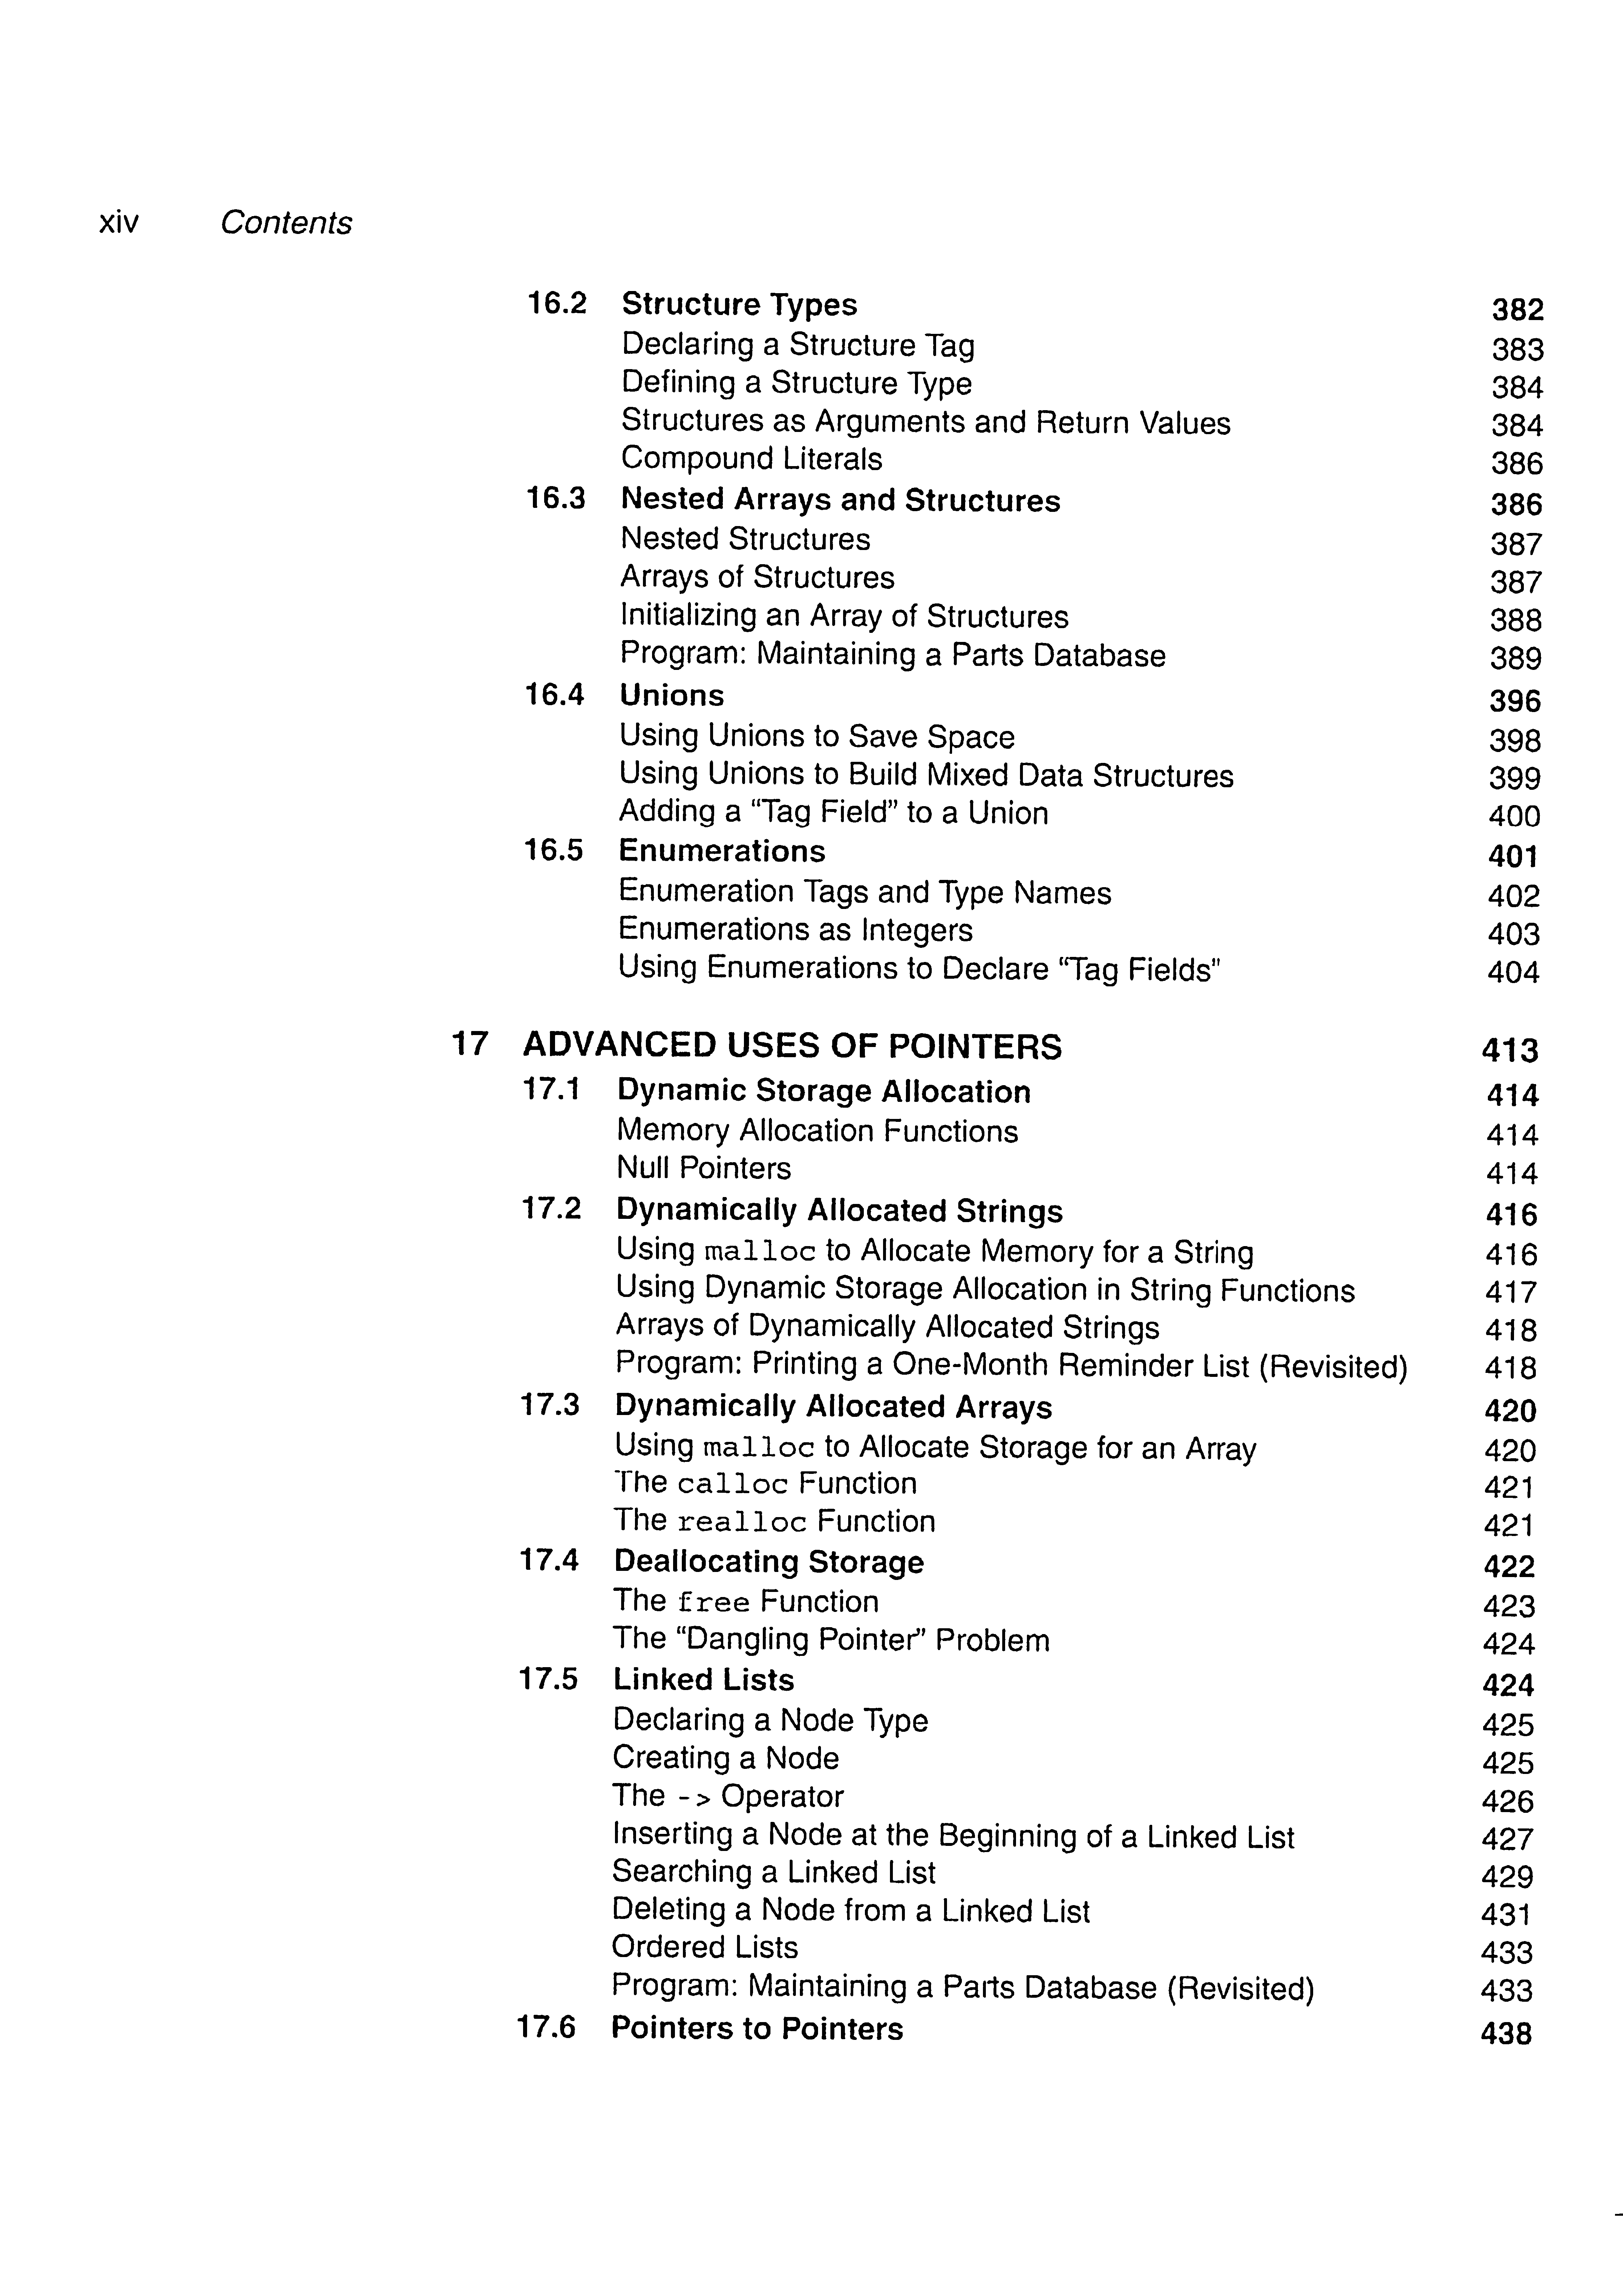 xiv Contents
16.2 Structure Types 382
Declaring a Structure Tag 383
Defining a Structure Type 384
Structures as Arguments and Return Values 384
Compound Literals 386
16.3 Nested Arrays and Structures 386
Nested Structures 387
Arrays of Structures 387
Initializing an Array of Structures 388
Program: Maintaining a Parts Database 389
16.4 Unions 396
Using Unions to Save Space 398
Using Unions to Build Mixed Data Structures 399
Adding a “Tag Field” to a Union 400
16.5 Enumerations 401
Enumeration Tags and Type Names 402
Enumerations as Integers 403
Using Enumerations to Declare “Tag Fields” 404
17 ADVANCED USES OF POINTERS 413
17.1 Dynamic Storage Allocation 414
Memory Allocation Functions 414
Null Pointers 414
17.2 Dynamically Allocated Strings 416
Using malloc to Allocate Memory for a String 416
Using Dynamic Storage Allocation in String Functions 417
Arrays of Dynamically Allocated Strings 418
Program: Printing a One-Month Reminder List (Revisited) 418
17.3 Dynamically Allocated Arrays 420
Using malloc to Allocate Storage for an Array 420
The calloc Function 421
The realloc Function 421
17.4 Deallocating Storage 422
The free Function 423
The “Dangling Pointer” Problem 424
17.5 Linked Lists 424
Declaring a Node Type 425
Creating a Node 425
The -> Operator 426
Inserting a Node at the Beginning of a Linked List 427
Searching a Linked List 429
Deleting a Node from a Linked List 431
Ordered Lists 433
Program: Maintaining a Parts Database (Revisited) 433
17.6 Pointers to Pointers 438